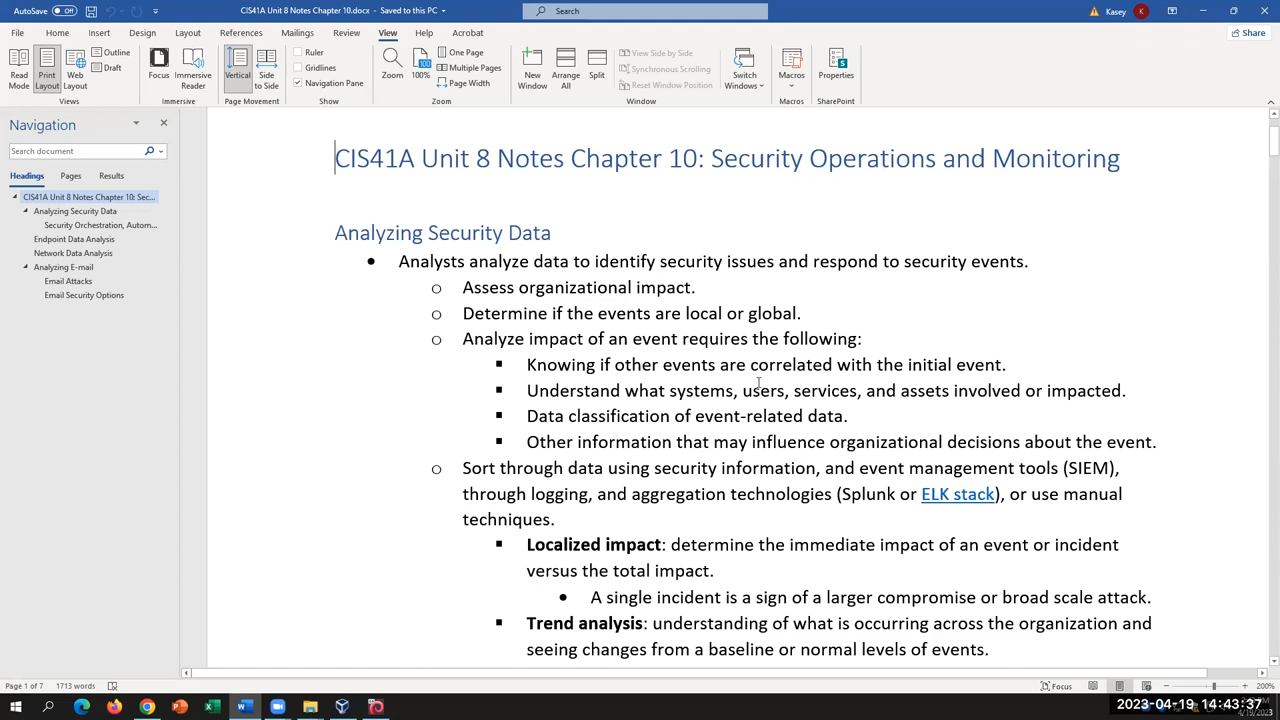 AutoSave Off CIS41A Unit 8 Notes Chapter 10.docx - Saved to this PC Search Kasey K
File Home Insert Design Layout References Mailings Review View Help Acrobat Share
Read Mode Print Layout Web Layout Outline Draft Focus Immersive Reader Vertical Side to Side Ruler Gridlines Navigation Pane Zoom 100 100% One Page Multiple Pages Page Width New Window Arrange All Split View Side by Side Synchronous Scrolling Reset Window Position Switch Windows Macros Properties
Views Immersive Page Movement Show Zoom Window Macros SharePoint
Navigation
Search document
Headings Pages Results
CIS41A Unit 8 Notes Chapter 10: Sec...
Analyzing Security Data
Security Orchestration, Autom...
Endpoint Data Analysis
Network Data Analysis
Analyzing E-mail
Email Attacks
Email Security Options
CIS41A Unit 8 Notes Chapter 10: Security Operations and Monitoring
Analyzing Security Data
• Analysts analyze data to identify security issues and respond to security events.
o Assess organizational impact.
o Determine if the events are local or global.
o Analyze impact of an event requires the following:
▪ Knowing if other events are correlated with the initial event.
▪ Understand what systems, users, services, and assets involved or impacted.
▪ Data classification of event-related data.
▪ Other information that may influence organizational decisions about the event.
o Sort through data using security information, and event management tools (SIEM),
through logging, and aggregation technologies (Splunk or ELK stack), or use manual
techniques.
▪ Localized impact: determine the immediate impact of an event or incident
versus the total impact.
• A single incident is a sign of a larger compromise or broad scale attack.
▪ Trend analysis: understanding of what is occurring across the organization and
seeing changes from a baseline or normal levels of events.
Page 1 of 7 1713 words Focus 200%
2023-04-19 14:43:37
4/19/2023